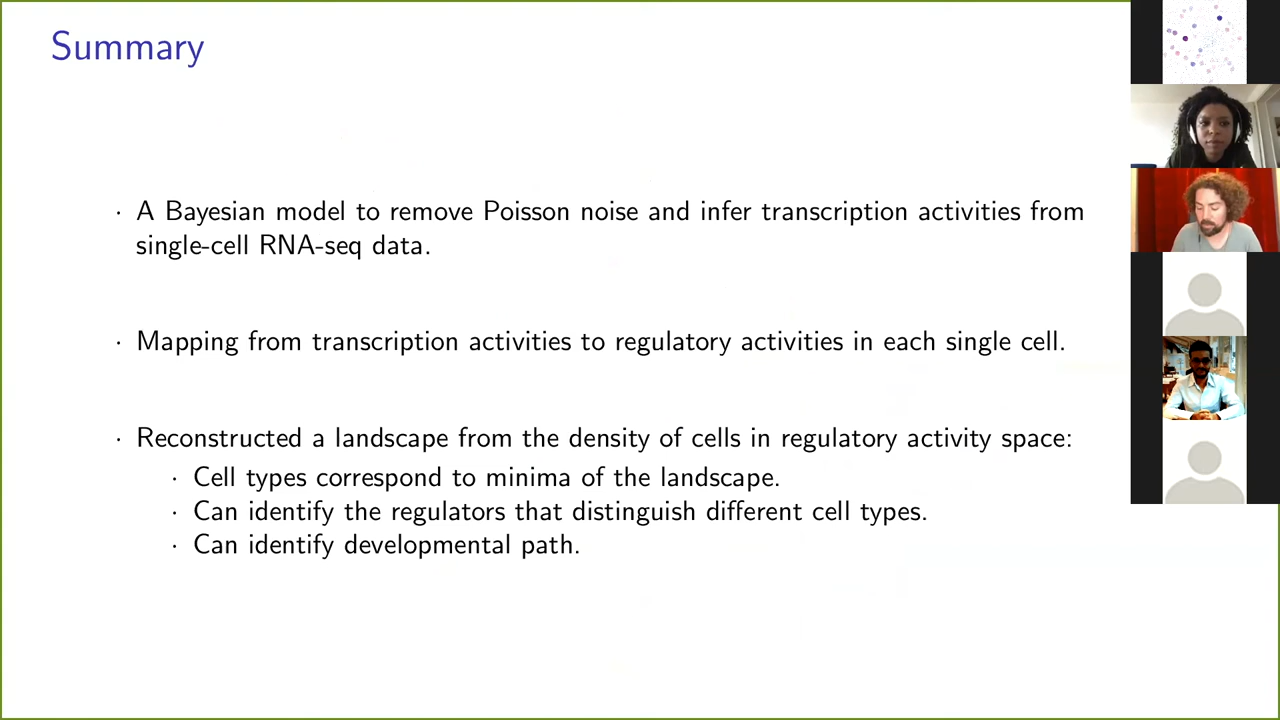 Summary
· A Bayesian model to remove Poisson noise and infer transcription activities from
single-cell RNA-seq data.
· Mapping from transcription activities to regulatory activities in each single cell.
· Reconstructed a landscape from the density of cells in regulatory activity space:
· Cell types correspond to minima of the landscape.
· Can identify the regulators that distinguish different cell types.
· Can identify developmental path.